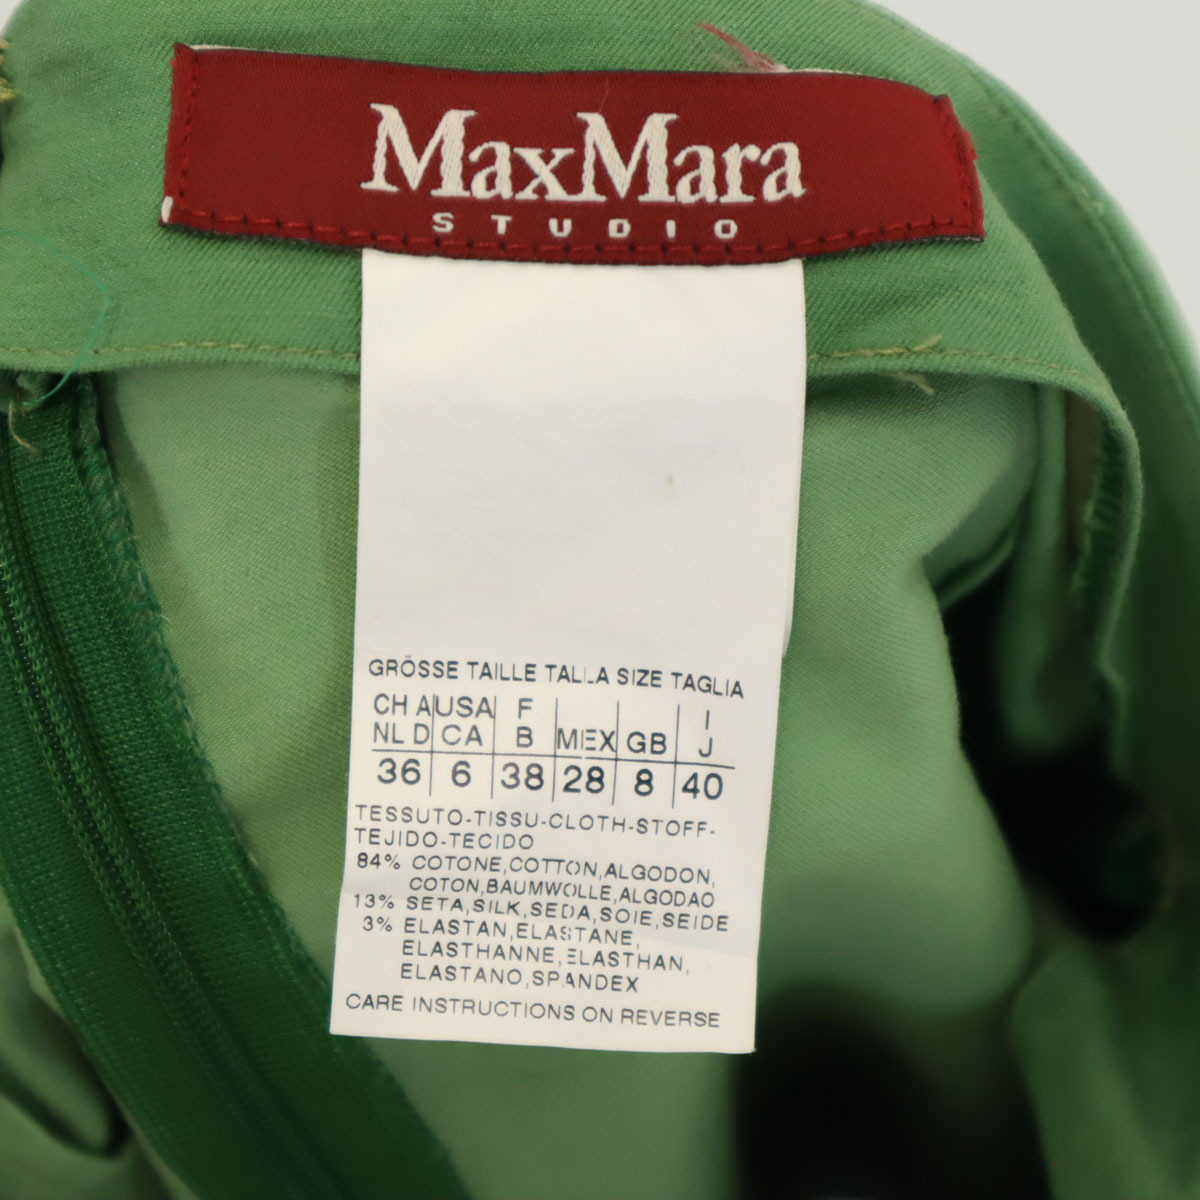 MaxMara
STUDIO
GRÖSSE TAILLE TALLA SIZE TAGLIA
CH A USA F I
NL D CA B MEX GB J
36 6 38 28 8 40
TESSUTO-TISSU-CLOTH-STOFF-
TEJIDO-TECIDO
84% COTONE,COTTON,ALGODON,
COTON,BAUMWOLLE,ALGODAO
13% SETA,SILK,SEDA,SOIE,SEIDE
3% ELASTAN,ELASTANE,
ELASTHANNE,ELASTHAN,
ELASTANO,SPANDEX
CARE INSTRUCTIONS ON REVERSE